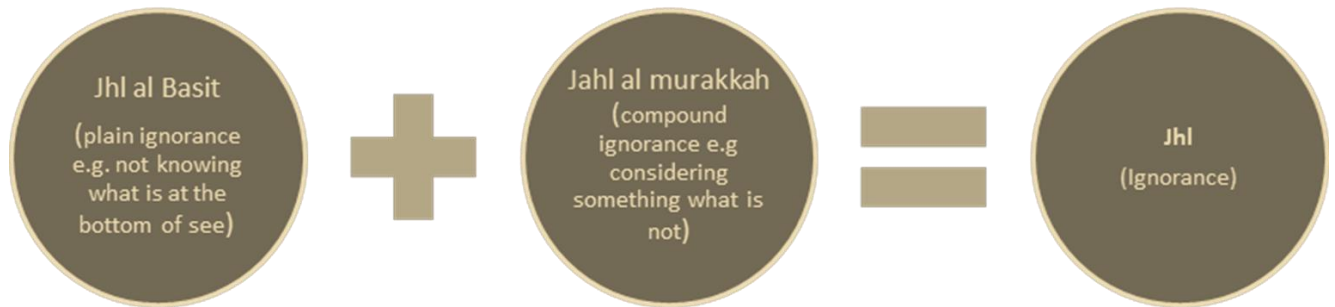 Jhl al Basit
(plain ignorance
e.g. not knowing
what is at the
bottom of see)
Jahl al murakkah
(compound
ignorance e.g
considering
something what is
not)
Jhl
(Ignorance)